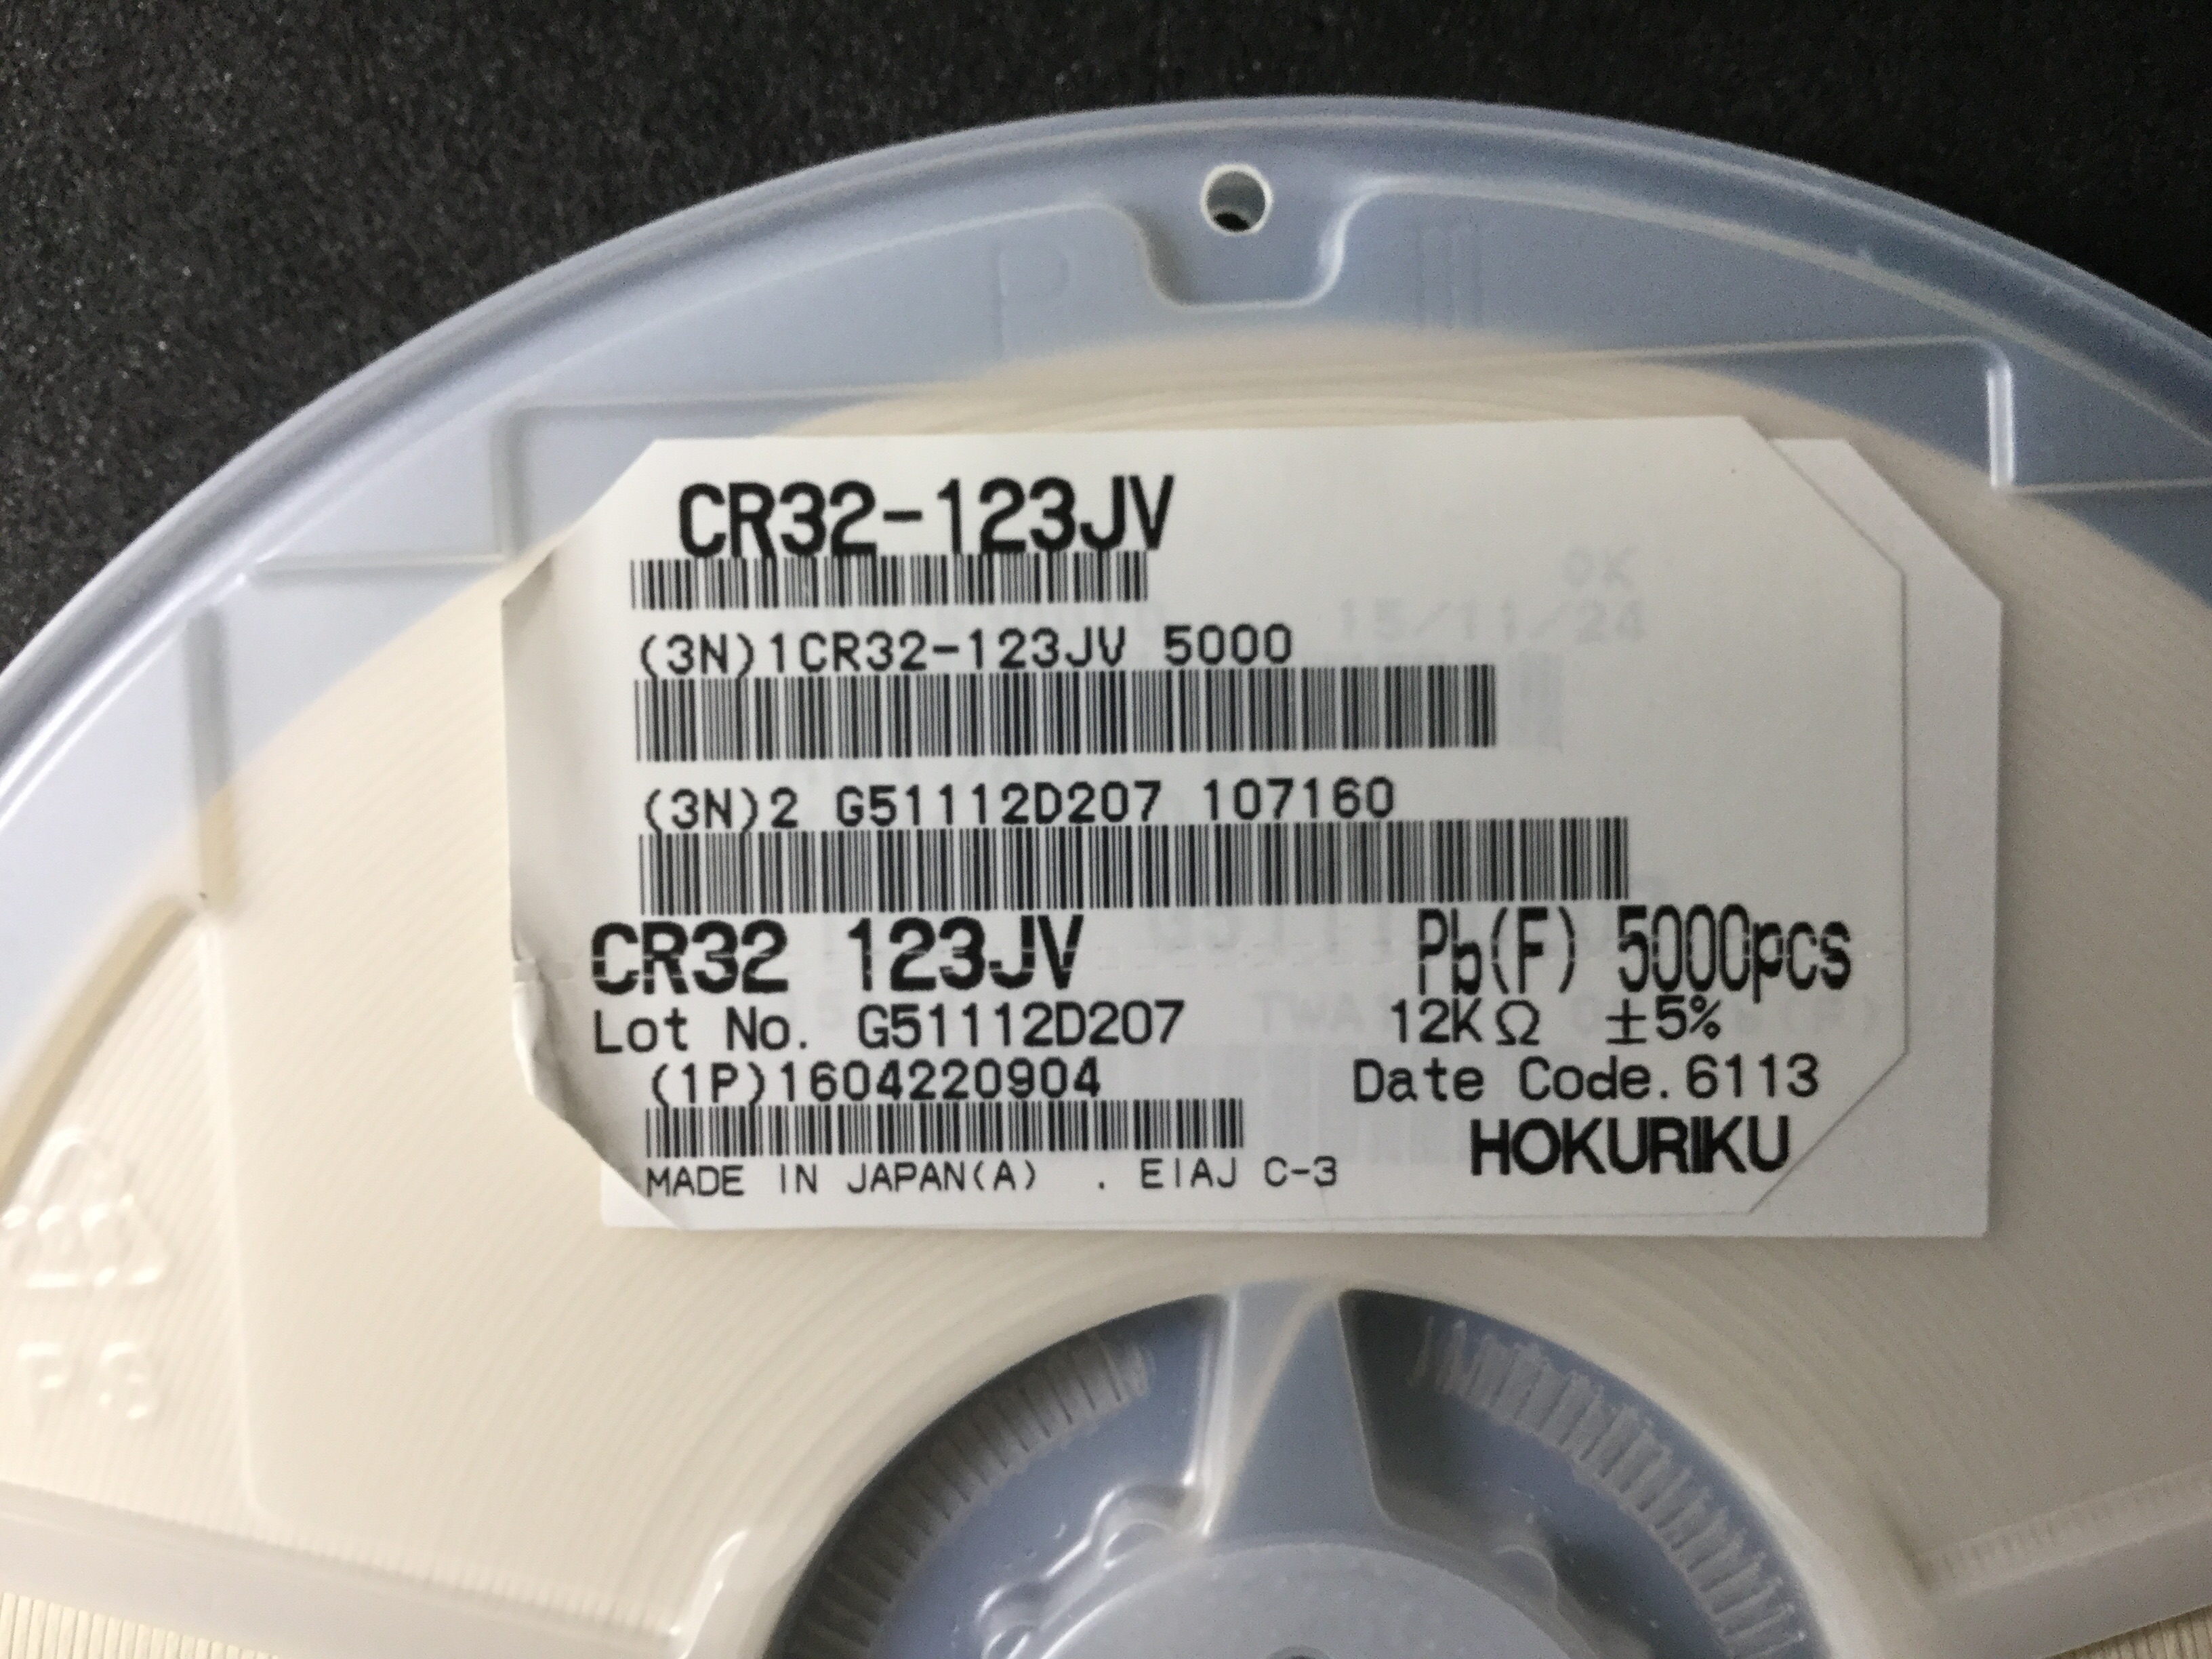 CR32-123JV
OK
15/11/24
(3N)1CR32-123JV 5000
(3N)2 G51112D207 107160
CR32 123JV Pb(F) 5000pcs
Lot No. G51112D207 12KΩ ±5%
(1P)1604220904 Date Code.6113
HOKURIKU
MADE IN JAPAN(A) . EIAJ C-3